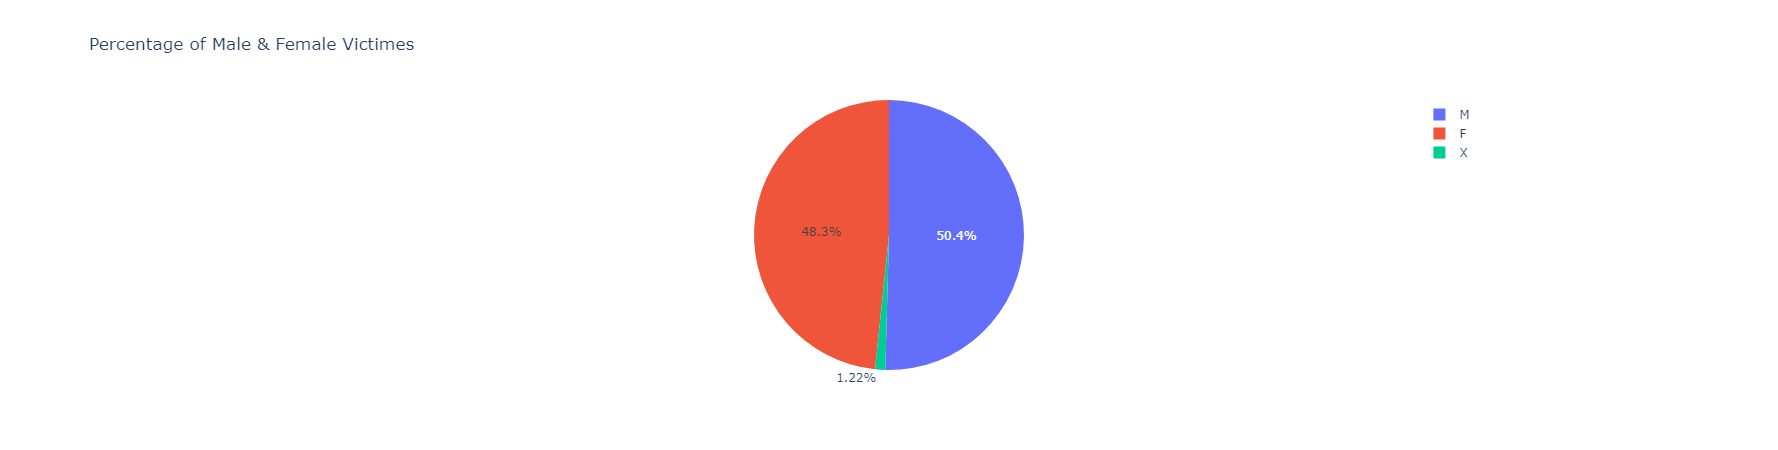 Percentage of Male & Female Victimes
M
F
X
48.3%
50.4%
1.22%